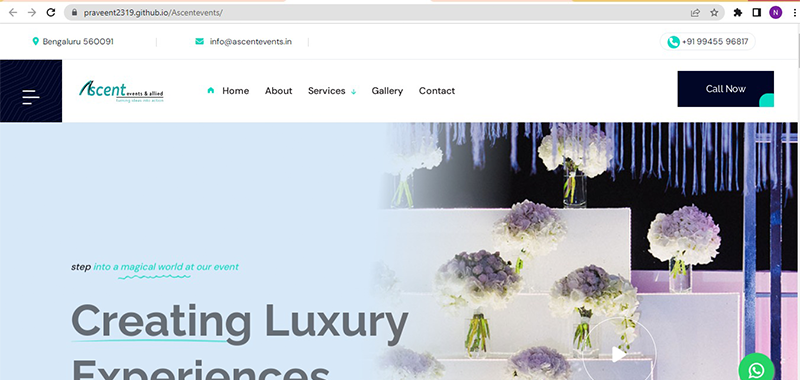 praveent2319.github.io/Ascentevents/
N
Bengaluru 560091
info@ascentevents.in
+91 99455 96817
Ascent
events & allied
turning ideas into action
Home
About
Services
Gallery
Contact
Call Now
step into a magical world at our event
Creating Luxury
Experiences